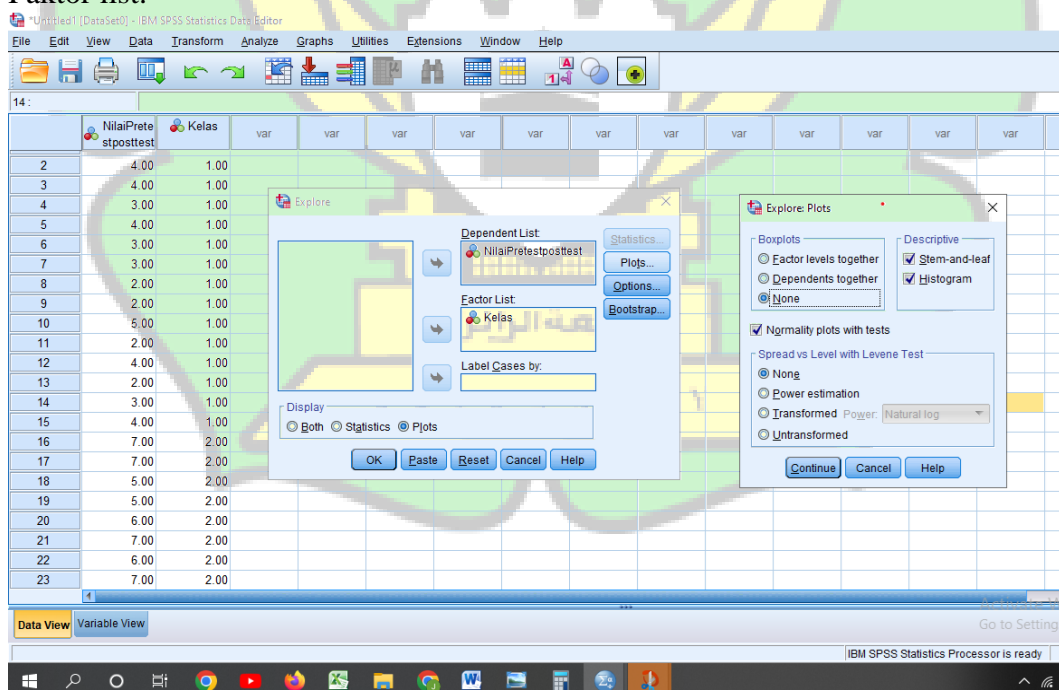 Faktor list.
*Untitled1 [DataSet0] - IBM SPSS Statistics Data Editor
File Edit View Data Transform Analyze Graphs Utilities Extensions Window Help
14 :
NilaiPrete
stposttest
Kelas var var var var var var var var var var var
2 4.00 1.00
3 4.00 1.00
4 3.00 1.00
5 4.00 1.00
6 3.00 1.00
7 3.00 1.00
8 2.00 1.00
9 2.00 1.00
10 5.00 1.00
11 2.00 1.00
12 4.00 1.00
13 2.00 1.00
14 3.00 1.00
15 4.00 1.00
16 7.00 2.00
17 7.00 2.00
18 5.00 2.00
19 5.00 2.00
20 6.00 2.00
21 7.00 2.00
22 6.00 2.00
23 7.00 2.00
Explore
Dependent List:
NilaiPretestposttest
Statistics...
Plots...
Options...
Bootstrap...
Factor List:
Kelas
Label Cases by:
Display
Both Statistics Plots
OK Paste Reset Cancel Help
Explore: Plots
Boxplots
Factor levels together
Dependents together
None
Descriptive
Stem-and-leaf
Histogram
Normality plots with tests
Spread vs Level with Levene Test
None
Power estimation
Transformed Power: Natural log
Untransformed
Continue Cancel Help
Data View Variable View
Go to Setting
IBM SPSS Statistics Processor is ready